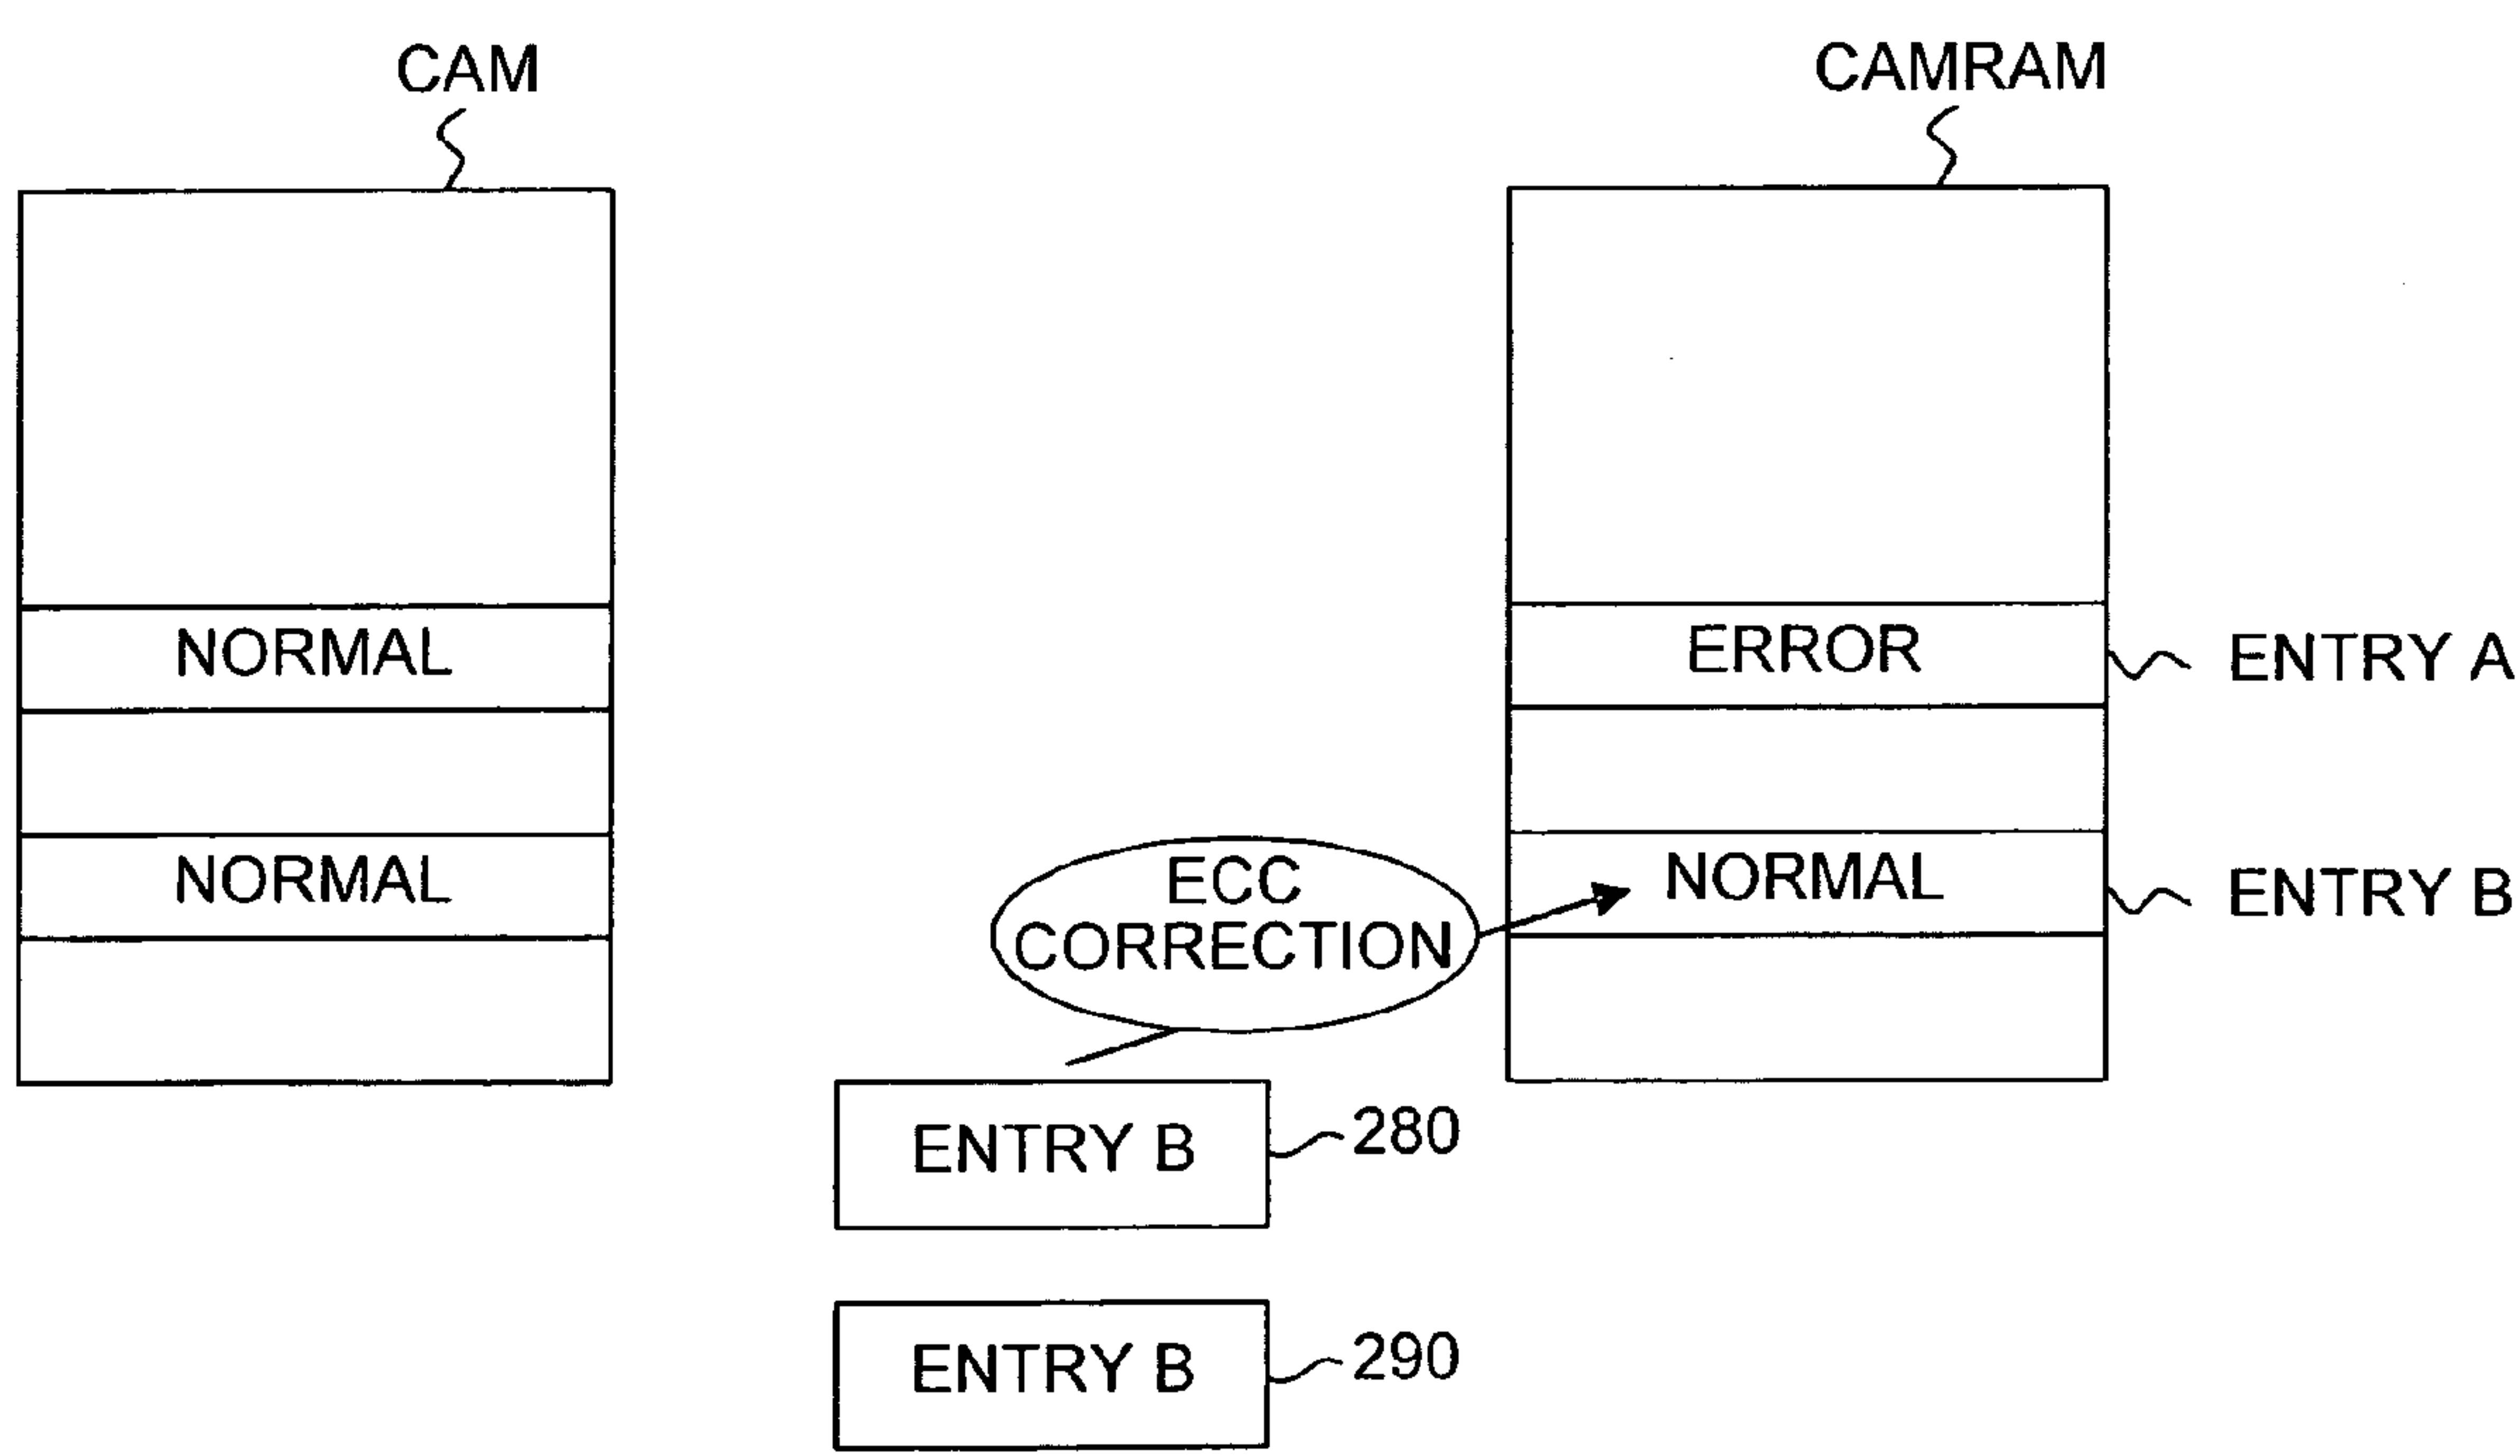 CAM
CAMRAM
NORMAL
ERROR
ENTRY A
NORMAL
ECC
CORRECTION
NORMAL
ENTRY B
ENTRY B
280
ENTRY B
290